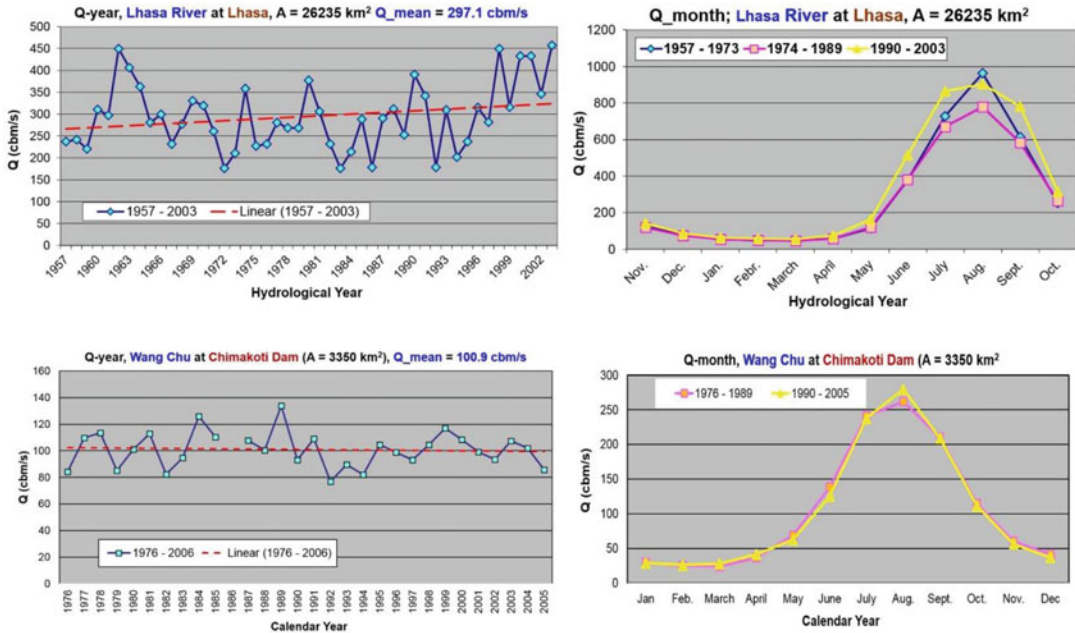 Q-year, Lhasa River at Lhasa, A = 26235 km² Q_mean = 297.1 cbm/s
500
450
400
350
300
250
200
150
100
50
0
Q (cbm/s)
1957 - 2003
Linear (1957 - 2003)
1957 1960 1963 1966 1969 1972 1975 1978 1981 1984 1987 1990 1993 1996 1999 2002
Hydrological Year
Q_month; Lhasa River at Lhasa, A = 26235 km²
1957 - 1973
1974 - 1989
1990 - 2003
1200
1000
800
600
400
200
0
Q (cbm/s)
Nov. Dec. Jan. Febr. March April May June July Aug. Sept. Oct.
Hydrological Year
Q-year, Wang Chu at Chimakoti Dam (A = 3350 km²), Q_mean = 100.9 cbm/s
160
140
120
100
80
60
40
20
0
Q (cbm/s)
1976 - 2006
Linear (1976 - 2006)
1976 1977 1978 1979 1980 1981 1982 1983 1984 1985 1986 1987 1988 1989 1990 1991 1992 1993 1994 1995 1996 1997 1998 1999 2000 2001 2002 2003 2004 2005
Calendar Year
Q-month, Wang Chu at Chimakoti Dam (A = 3350 km²
1976 - 1989
1990 - 2005
300
250
200
150
100
50
0
Q (cbm/s)
Jan Feb. March April May June July Aug. Sept. Oct. Nov. Dec
Calendar Year